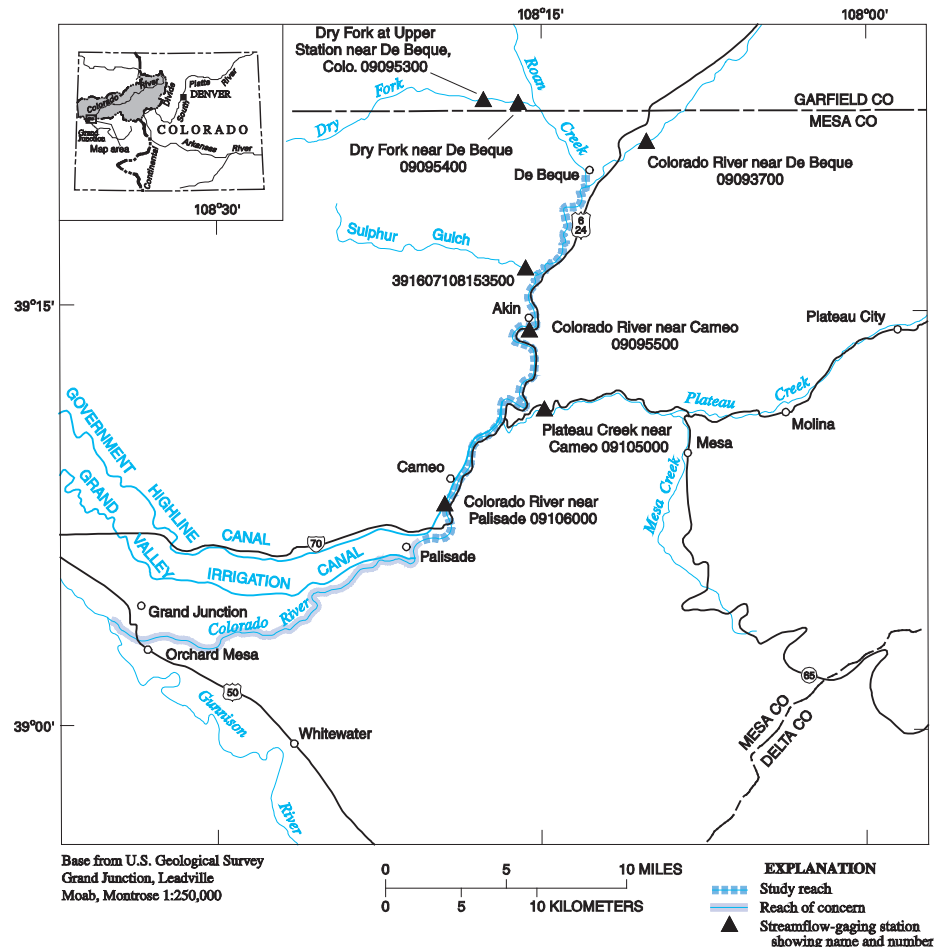 108°15'
108°00'
Dry Fork at Upper
Station near De Beque,
Colo. 09095300
Roan
Creek
Dry
Fork
GARFIELD CO
MESA CO
Dry Fork near De Beque
09095400
De Beque
Colorado River near De Beque
09093700
Colorado
River
Divide
South
Platte
River
DENVER
COLORADO
Grand
Junction
Map area
Arkansas
River
Continental
108°30'
6
24
Sulphur
Gulch
391607108153500
39°15'
Akin
Colorado River near Cameo
09095500
Plateau City
Plateau
Creek
Molina
Plateau Creek near
Cameo 09105000
Mesa
Mesa Creek
Cameo
Colorado River near
Palisade 09106000
GOVERNMENT
HIGHLINE
CANAL
70
GRAND
VALLEY
IRRIGATION
CANAL
Palisade
Grand Junction
Colorado
River
Orchard Mesa
50
Gunnison
River
Whitewater
65
39°00'
MESA CO
DELTA CO
Base from U.S. Geological Survey
Grand Junction, Leadville
Moab, Montrose 1:250,000
0 5 10 MILES
0 5 10 KILOMETERS
EXPLANATION
Study reach
Reach of concern
Streamflow-gaging station
showing name and number